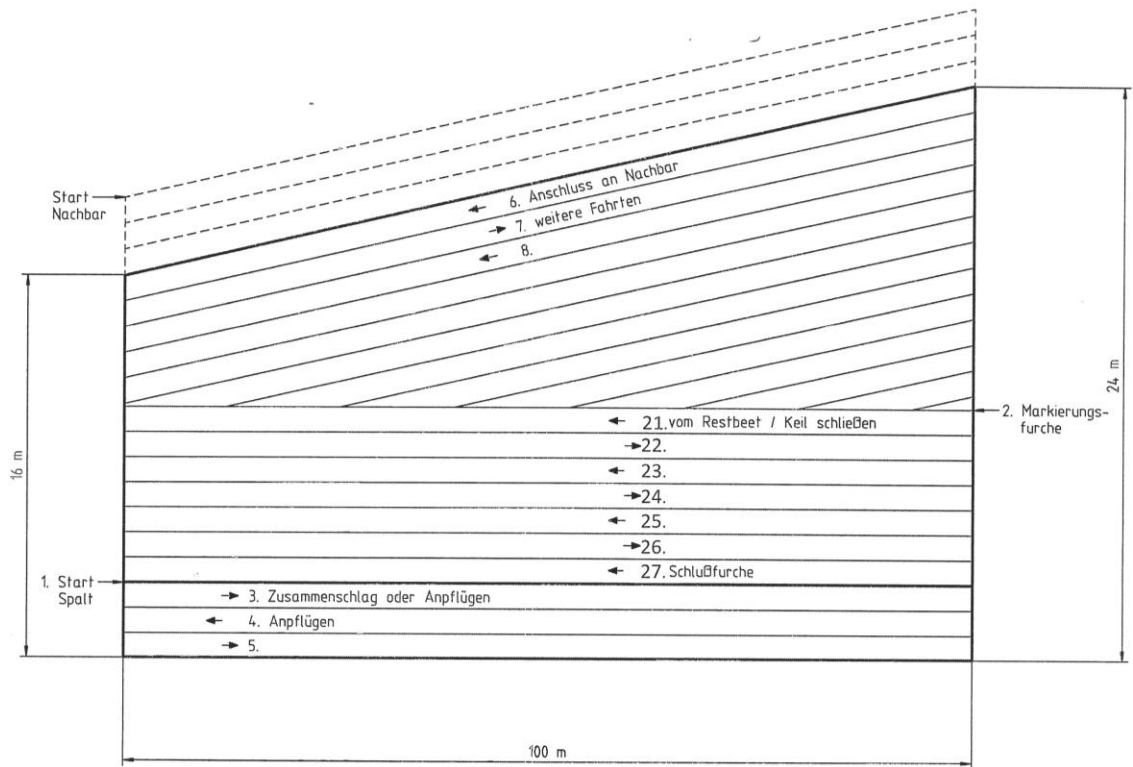 Start
Nachbar
← 6. Anschluss an Nachbar
→ 7. weitere Fahrten
← 8.
24 m
2. Markierungs-
furche
← 21. vom Restbeet / Keil schließen
→ 22.
← 23.
→ 24.
← 25.
→ 26.
← 27. Schlußfurche
16 m
1. Start
Spalt
→ 3. Zusammenschlag oder Anpflügen
← 4. Anpflügen
→ 5.
100 m